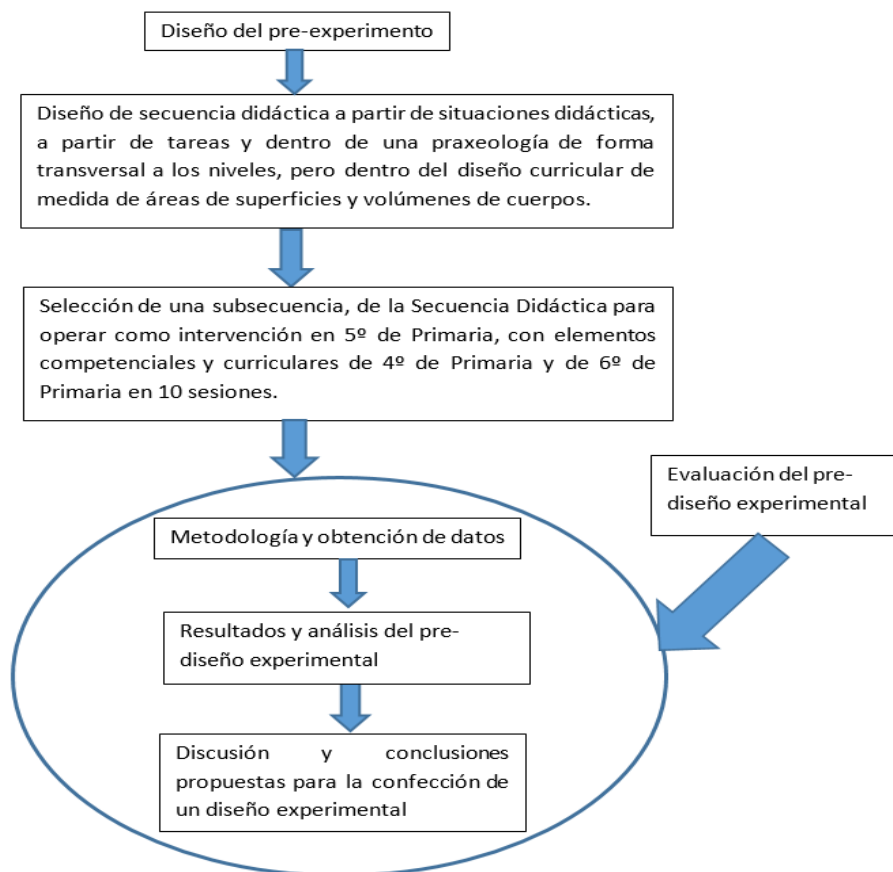 Diseño del pre-experimento
Diseño de secuencia didáctica a partir de situaciones didácticas,
a partir de tareas y dentro de una praxeología de forma
transversal a los niveles, pero dentro del diseño curricular de
medida de áreas de superficies y volúmenes de cuerpos.
Selección de una subsecuencia, de la Secuencia Didáctica para
operar como intervención en 5º de Primaria, con elementos
competenciales y curriculares de 4º de Primaria y de 6º de
Primaria en 10 sesiones.
Evaluación del pre-
diseño experimental
Metodología y obtención de datos
Resultados y análisis del pre-
diseño experimental
Discusión y conclusiones
propuestas para la confección de
un diseño experimental